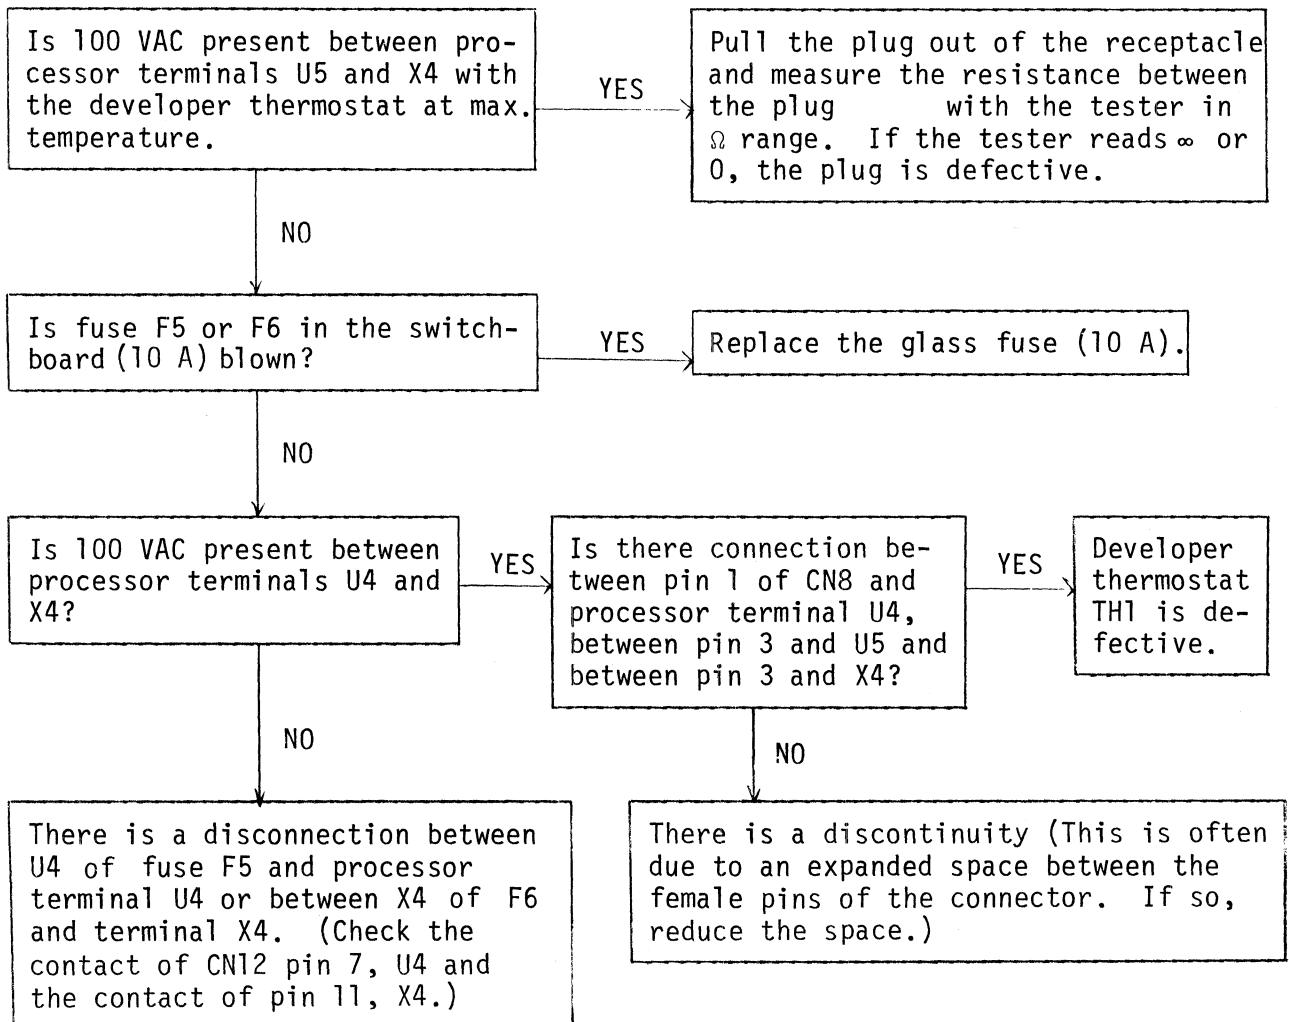 Is 100 VAC present between pro-
cessor terminals U5 and X4 with
the developer thermostat at max.
temperature.
YES
Pull the plug out of the receptacle
and measure the resistance between
the plug with the tester in
Ω range. If the tester reads ∞ or
0, the plug is defective.
NO
Is fuse F5 or F6 in the switch-
board (10 A) blown?
YES
Replace the glass fuse (10 A).
NO
Is 100 VAC present between
processor terminals U4 and
X4?
YES
Is there connection be-
tween pin 1 of CN8 and
processor terminal U4,
between pin 3 and U5 and
between pin 3 and X4?
YES
Developer
thermostat
TH1 is de-
fective.
NO
NO
There is a disconnection between
U4 of fuse F5 and processor
terminal U4 or between X4 of F6
and terminal X4. (Check the
contact of CN12 pin 7, U4 and
the contact of pin 11, X4.)
There is a discontinuity (This is often
due to an expanded space between the
female pins of the connector. If so,
reduce the space.)